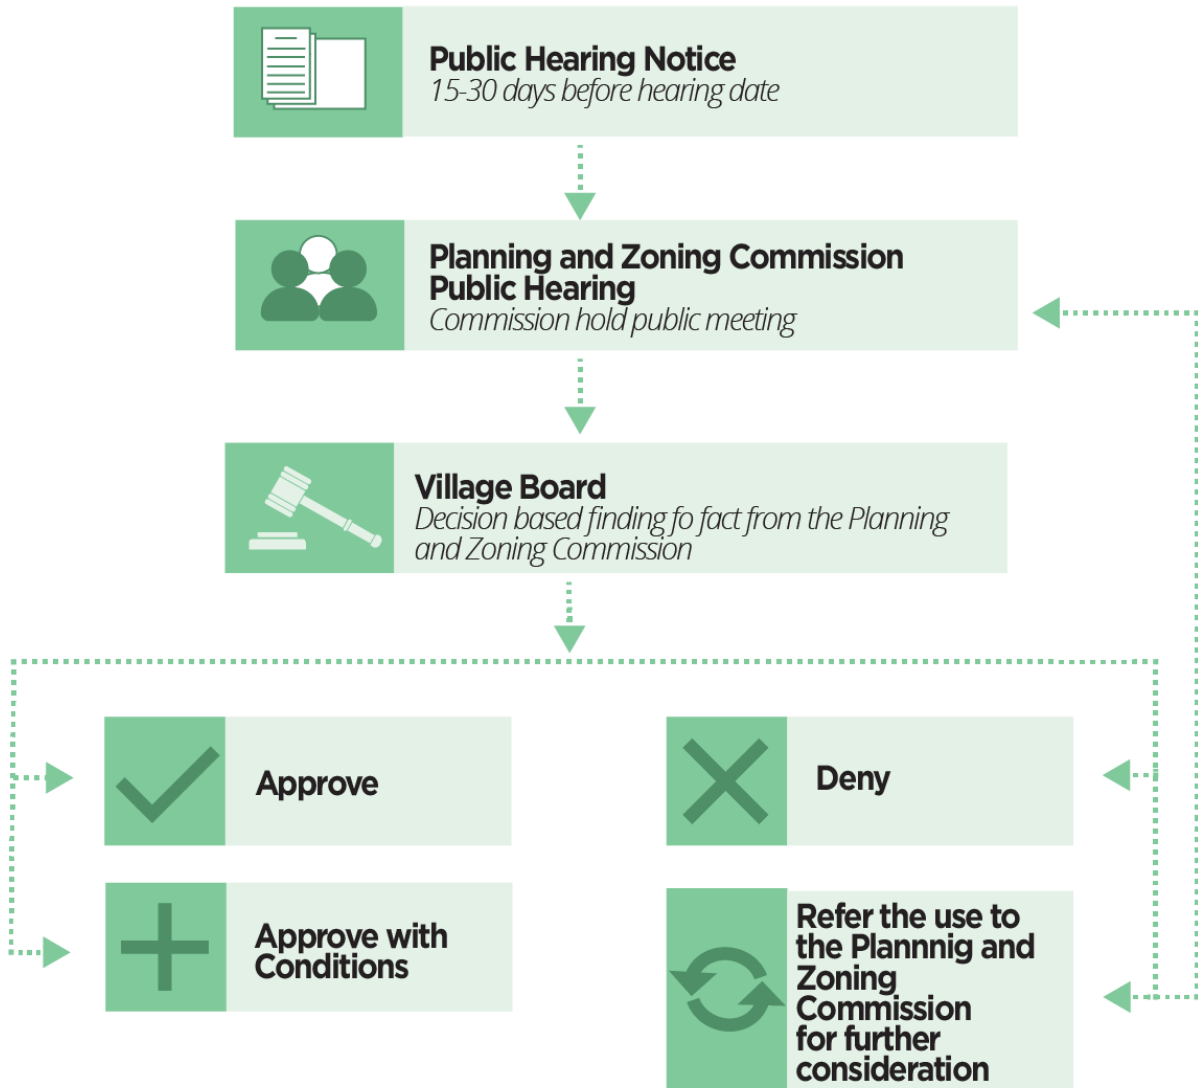 Public Hearing Notice
15-30 days before hearing date
Planning and Zoning Commission
Public Hearing
Commission hold public meeting
Village Board
Decision based finding fo fact from the Planning
and Zoning Commission
Approve
Deny
Approve with
Conditions
Refer the use to
the Plannnig and
Zoning
Commission
for further
consideration